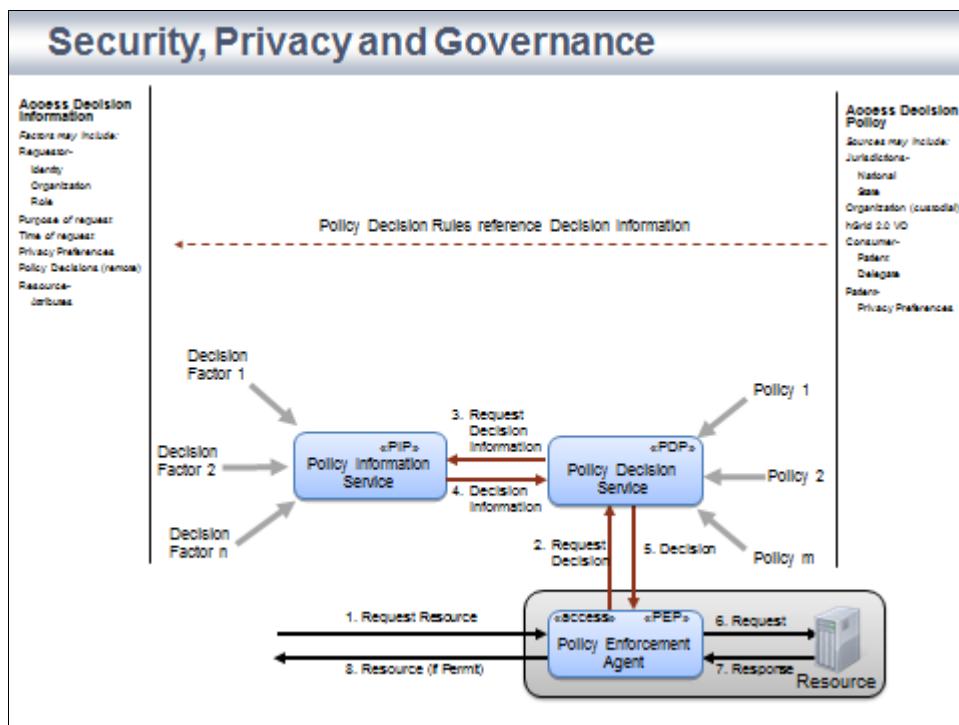 Security, Privacy and Governance
Access Decision
Information
Factors may include:
Requestor-
Identity
Organization
Role
Purpose of request
Time of request
Privacy Preferences
Policy Decisions (remote)
Resource-
Attributes
Policy Decision Rules reference Decision Information
Access Decision
Policy
Sources may include:
Jurisdictions-
National
State
Organization (custodial)
hGrid 2.0 VO
Consumer-
Patient
Delegate
Patient-
Privacy Preferences
Decision
Factor 1
Decision
Factor 2
Decision
Factor n
«PIP»
Policy Information
Service
3. Request
Decision
Information
4. Decision
Information
«PDP»
Policy Decision
Service
Policy 1
Policy 2
Policy m
2. Request
Decision
5. Decision
1. Request Resource
8. Resource (if Permit)
«access» «PEP»
Policy Enforcement
Agent
6. Request
7. Response
Resource